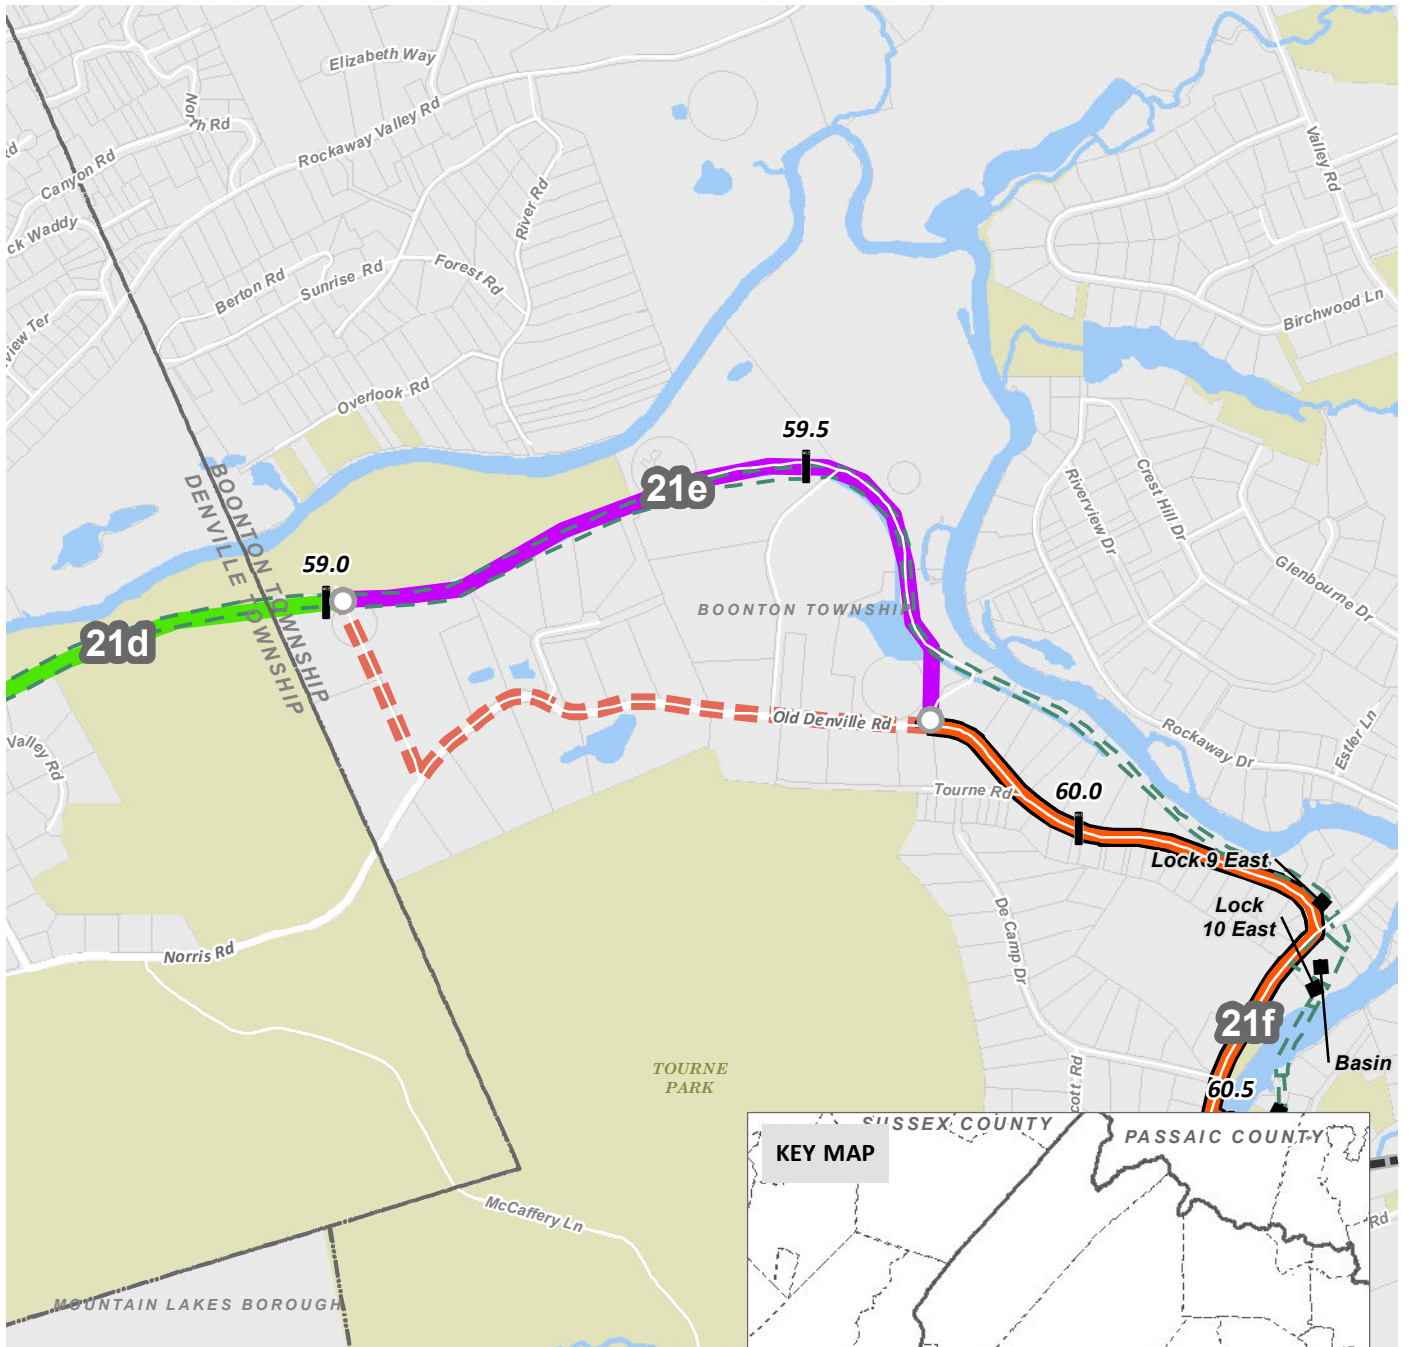 Elizabeth Way
North Rd
Rockaway Valley Rd
Canyon Rd
Valley Rd
River Rd
Berton Rd
Sunrise Rd
Forest Rd
Birchwood Ln
Overlook Rd
59.5
Crest Hill Dr
Riverview Dr
21e
BOONTON TOWNSHIP
DENVILLE TOWNSHIP
59.0
Glenbourne Dr
BOONTON TOWNSHIP
21d
Old Denville Rd
Valley Rd
Rockaway Dr
Estler Ln
Tourne Rd
60.0
Lock 9 East
Lock
10 East
De Camp Dr
Norris Rd
21f
Basin
TOURNE
PARK
60.5
cott Rd
SUSSEX COUNTY
PASSAIC COUNTY
KEY MAP
McCaffery Ln
Rd
MOUNTAIN LAKES BOROUGH